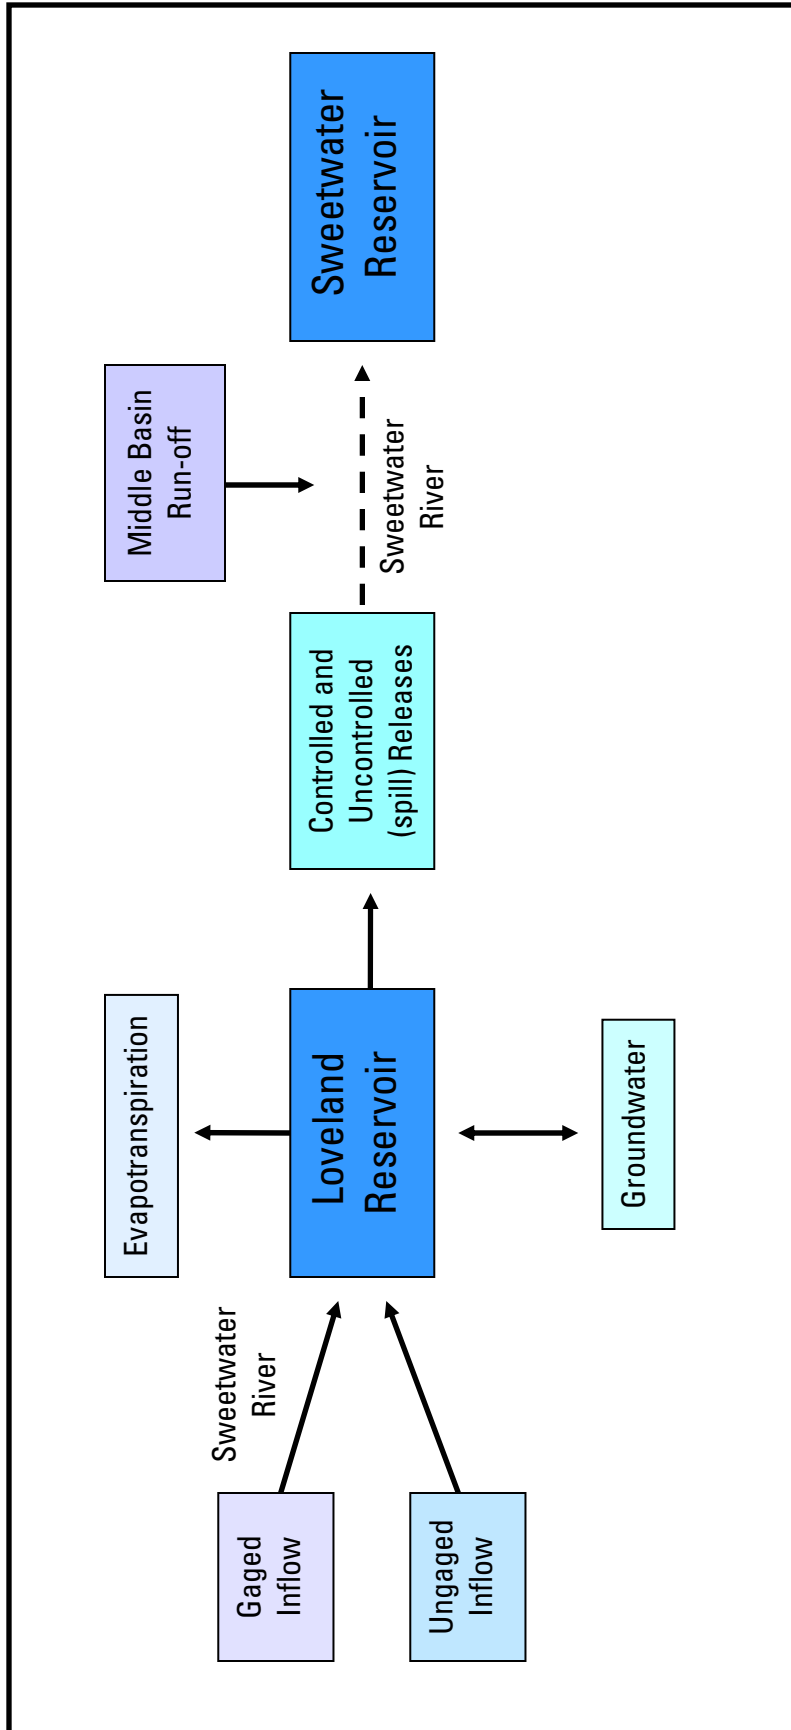 Gaged
Inflow
Ungaged
Inflow
Sweetwater
River
Evapotranspiration
Loveland
Reservoir
Groundwater
Controlled and
Uncontrolled
(spill) Releases
Middle Basin
Run-off
Sweetwater
River
Sweetwater
Reservoir